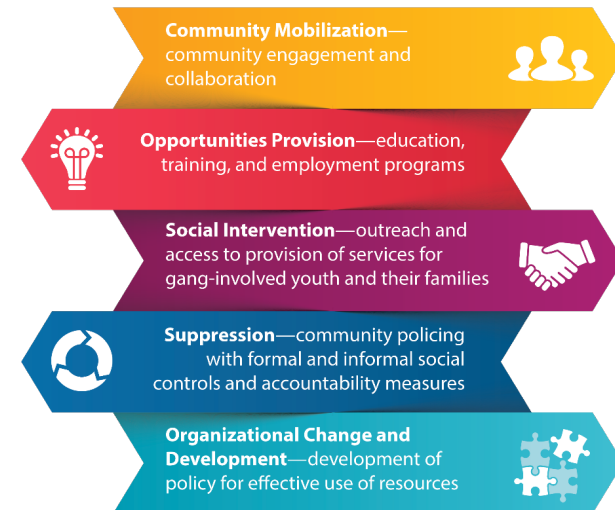 Community Mobilization—
community engagement and
collaboration
Opportunities Provision—education,
training, and employment programs
Social Intervention—outreach and
access to provision of services for
gang-involved youth and their families
Suppression—community policing
with formal and informal social
controls and accountability measures
Organizational Change and
Development—development of
policy for effective use of resources